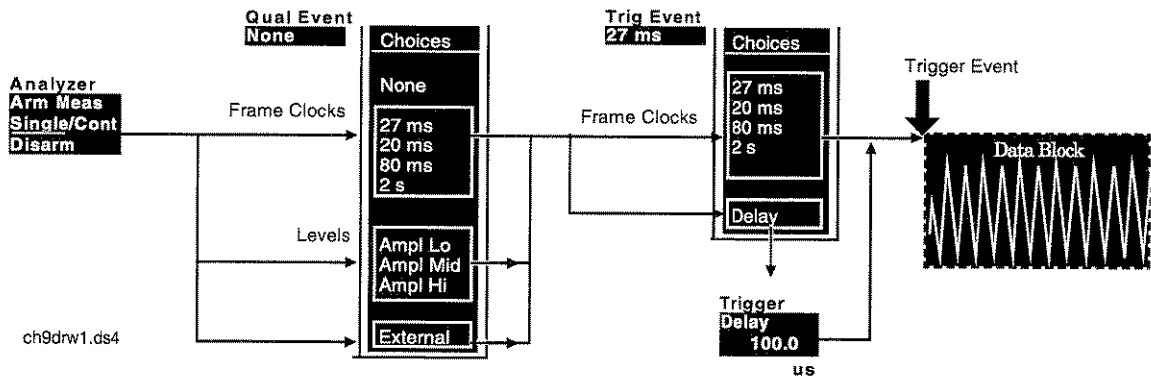 Qual Event
None
Choices
None
27 ms
20 ms
80 ms
2 s
Ampl Lo
Ampl Mid
Ampl Hi
External
Analyzer
Arm Meas
Single/Cont
Disarm
Frame Clocks
Levels
ch9drw1.ds4
Trig Event
27 ms
Frame Clocks
Choices
27 ms
20 ms
80 ms
2 s
Delay
Trigger
Delay
100.0
us
Trigger Event
Data Block